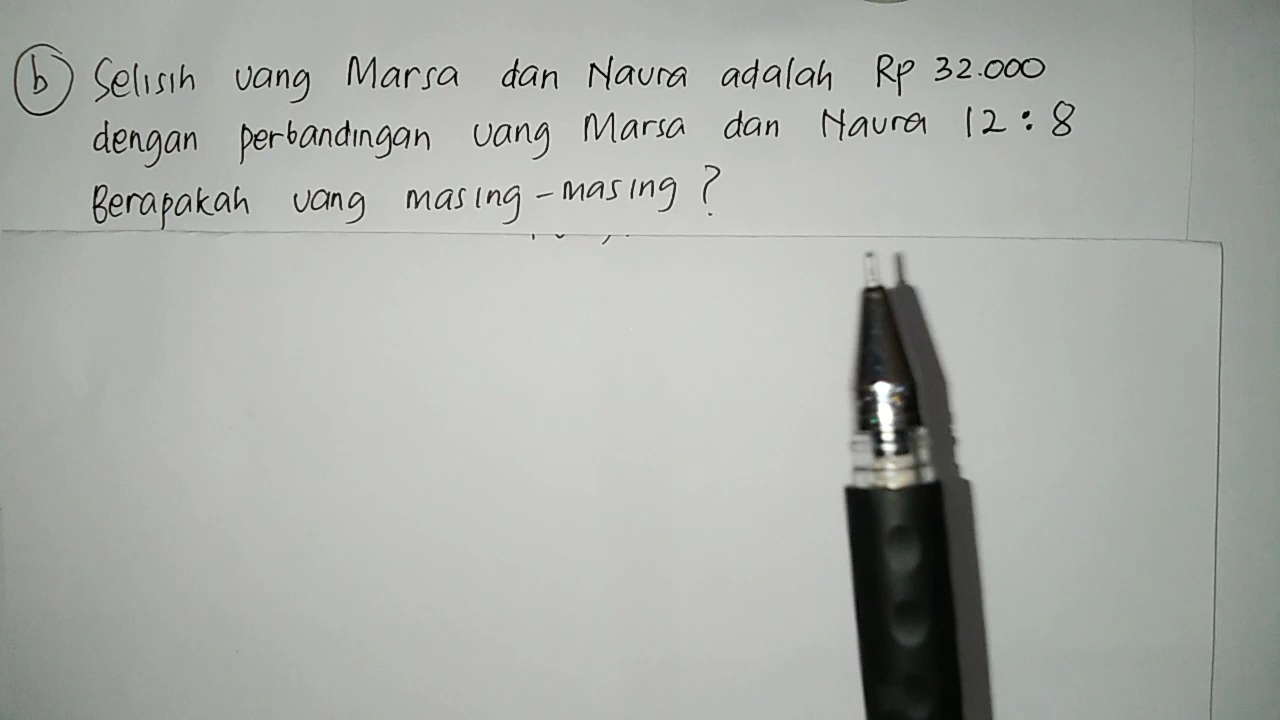 b Selisih uang Marsa dan Naura adalah Rp 32.000
dengan perbandingan uang Marsa dan Naura 12 : 8
Berapakah uang masing-masing ?